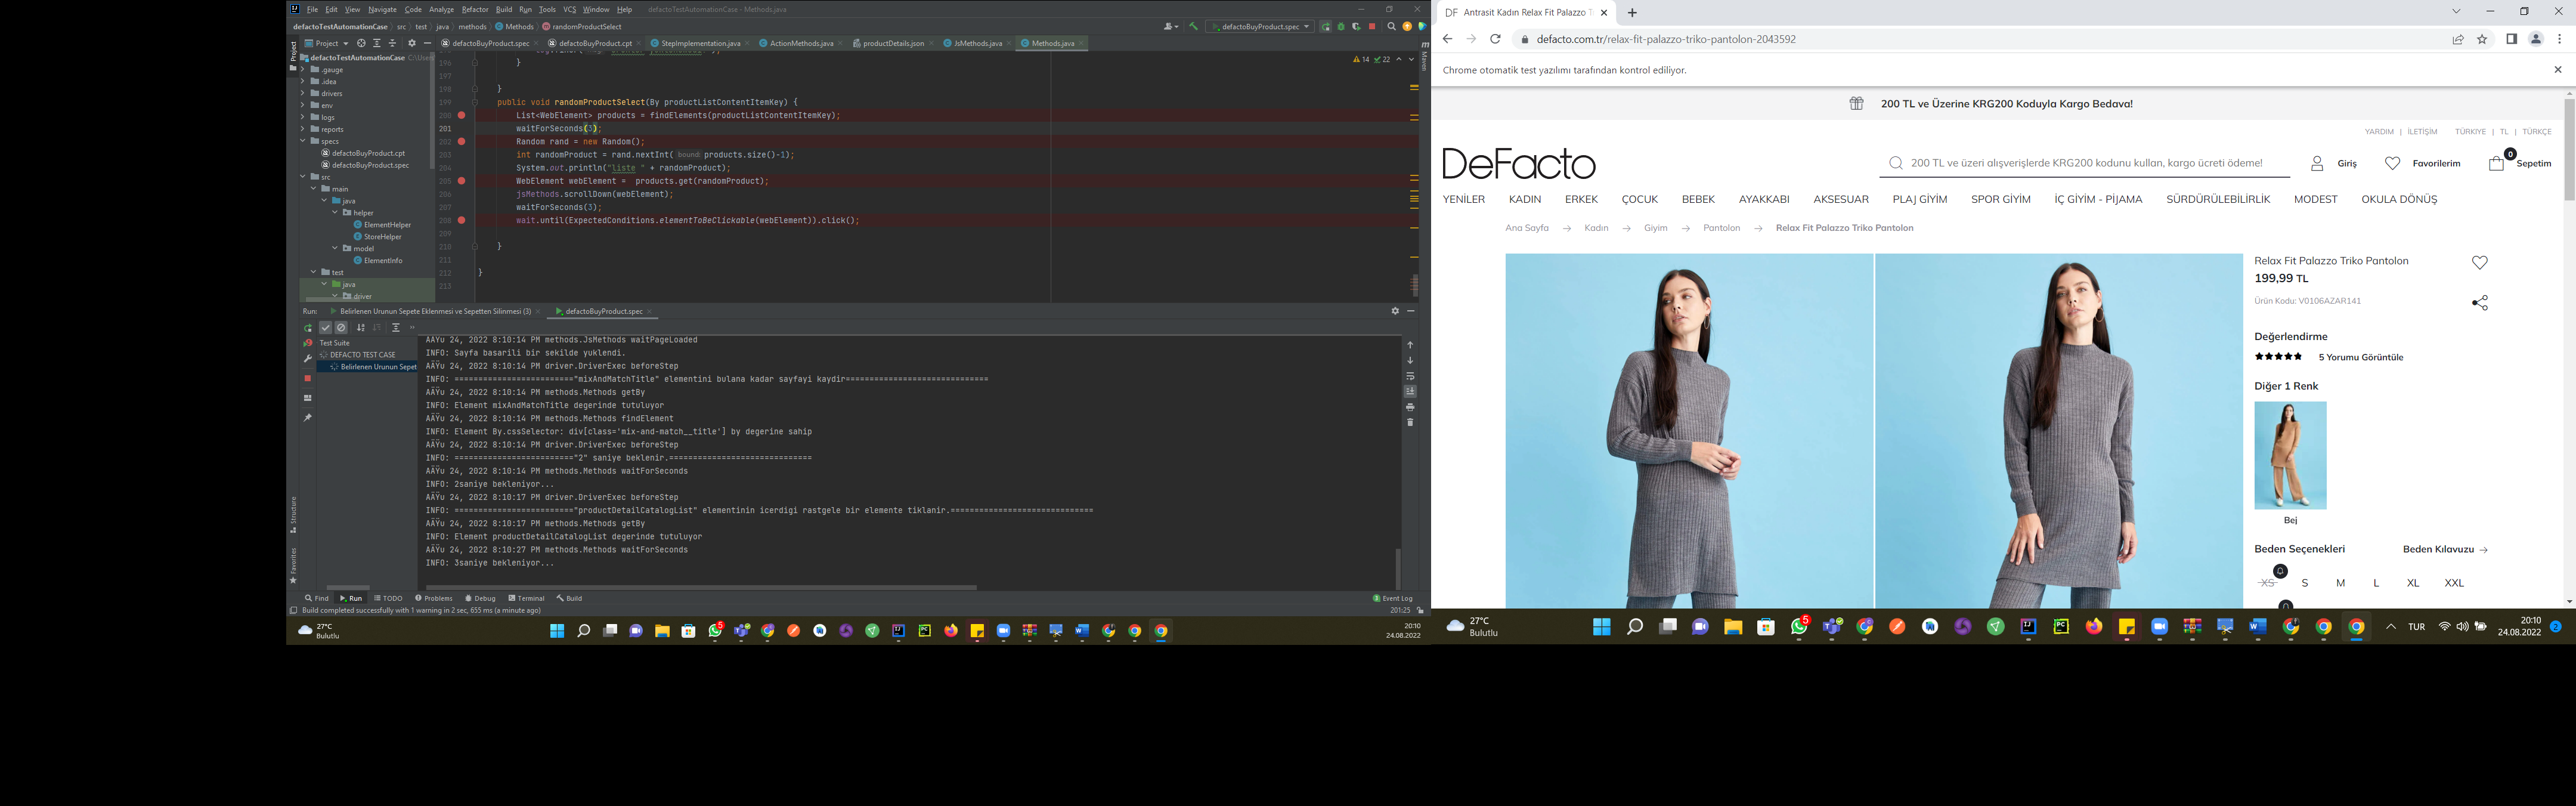 File Edit View Navigate Code Analyze Refactor Build Run Tools VCS Window Help defactoTestAutomationCase - Methods.java
defactoTestAutomationCase src test java methods Methods randomProductSelect
defactoBuyProduct.spec
Project
defactoBuyProduct.spec defactoBuyProduct.cpt StepImplementation.java ActionMethods.java productDetails.json JsMethods.java Methods.java
Project
Maven
defactoTestAutomationCase C:\Users
.gauge
.idea
drivers
env
logs
reports
specs
defactoBuyProduct.cpt
defactoBuyProduct.spec
src
main
java
helper
ElementHelper
StoreHelper
model
ElementInfo
test
java
driver
14 22
196 }
197
198 }
199 public void randomProductSelect(By productListContentItemKey) {
200 List<WebElement> products = findElements(productListContentItemKey);
201 waitForSeconds(3);
202 Random rand = new Random();
203 int randomProduct = rand.nextInt( bound: products.size()-1);
204 System.out.println("liste " + randomProduct);
205 WebElement webElement = products.get(randomProduct);
206 jsMethods.scrollDown(webElement);
207 waitForSeconds(3);
208 wait.until(ExpectedConditions.elementToBeClickable(webElement)).click();
209
210 }
211
212 }
213
Run: Belirlenen Urunun Sepete Eklenmesi ve Sepetten Silinmesi (3) defactoBuyProduct.spec
Test Suite
DEFACTO TEST CASE
Belirlenen Urunun Sepet
AÄŸu 24, 2022 8:10:14 PM methods.JsMethods waitPageLoaded
INFO: Sayfa basarili bir sekilde yuklendi.
AÄŸu 24, 2022 8:10:14 PM driver.DriverExec beforeStep
INFO: ========================="mixAndMatchTitle" elementini bulana kadar sayfayi kaydir==============================
AÄŸu 24, 2022 8:10:14 PM methods.Methods getBy
INFO: Element mixAndMatchTitle degerinde tutuluyor
AÄŸu 24, 2022 8:10:14 PM methods.Methods findElement
INFO: Element By.cssSelector: div[class='mix-and-match__title'] by degerine sahip
AÄŸu 24, 2022 8:10:14 PM driver.DriverExec beforeStep
INFO: ========================="2" saniye beklenir.==============================
AÄŸu 24, 2022 8:10:14 PM methods.Methods waitForSeconds
INFO: 2saniye bekleniyor...
AÄŸu 24, 2022 8:10:17 PM driver.DriverExec beforeStep
INFO: ========================="productDetailCatalogList" elementinin icerdigi rastgele bir elemente tiklanir.==============================
AÄŸu 24, 2022 8:10:17 PM methods.Methods getBy
INFO: Element productDetailCatalogList degerinde tutuluyor
AÄŸu 24, 2022 8:10:27 PM methods.Methods waitForSeconds
INFO: 3saniye bekleniyor...
Structure
Favorites
Find Run TODO Problems Debug Terminal Build Event Log
Build completed successfully with 1 warning in 2 sec, 655 ms (a minute ago) 201:25
27°C
Bulutlu
5
20:10
24.08.2022
DF Antrasit Kadın Relax Fit Palazzo T
defacto.com.tr/relax-fit-palazzo-triko-pantolon-2043592
Chrome otomatik test yazılımı tarafından kontrol ediliyor.
200 TL ve Üzerine KRG200 Koduyla Kargo Bedava!
YARDIM | İLETİŞİM TÜRKIYE | TL | TÜRKÇE
DeFacto
200 TL ve üzeri alışverişlerde KRG200 kodunu kullan, kargo ücreti ödeme!
Giriş Favorilerim 0 Sepetim
YENİLER KADIN ERKEK ÇOCUK BEBEK AYAKKABI AKSESUAR PLAJ GİYİM SPOR GİYİM İÇ GİYİM - PİJAMA SÜRDÜRÜLEBİLİRLİK MODEST OKULA DÖNÜŞ
Ana Sayfa → Kadın → Giyim → Pantolon → Relax Fit Palazzo Triko Pantolon
Relax Fit Palazzo Triko Pantolon
199,99 TL
Ürün Kodu: V0106AZAR141
Değerlendirme
★★★★★ 5 Yorumu Görüntüle
Diğer 1 Renk
Bej
Beden Seçenekleri Beden Kılavuzu →
XS S M L XL XXL
27°C
Bulutlu
5
TUR
20:10
24.08.2022
2